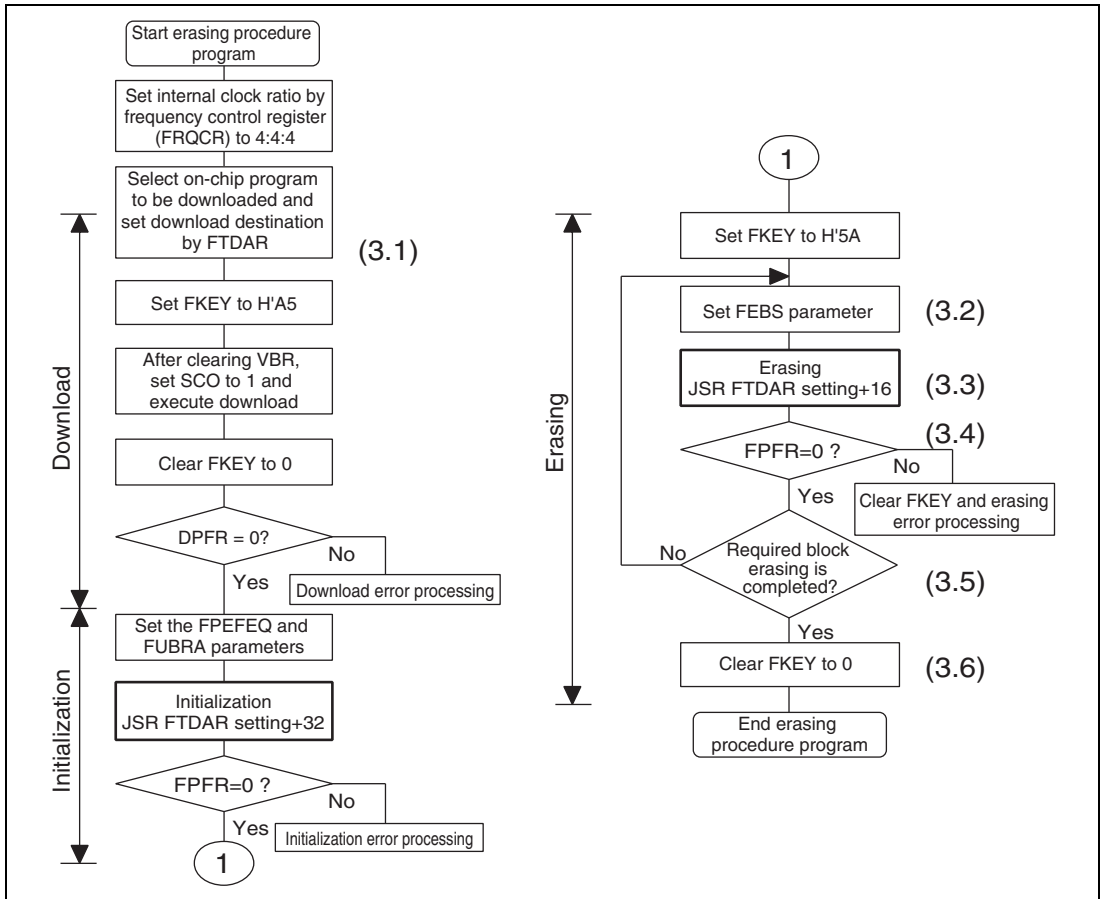 Start erasing procedure
program
Set internal clock ratio by
frequency control register
(FRQCR) to 4:4:4
Select on-chip program
to be downloaded and
set download destination
by FTDAR
(3.1)
Set FKEY to H'A5
After clearing VBR,
set SCO to 1 and
execute download
Clear FKEY to 0
DPFR = 0?
No
Yes
Download error processing
Download
Set the FPEFEQ and
FUBRA parameters
Initialization
JSR FTDAR setting+32
FPFR=0 ?
No
Yes
Initialization error processing
1
Initialization
1
Set FKEY to H'5A
Set FEBS parameter
(3.2)
Erasing
JSR FTDAR setting+16
(3.3)
(3.4)
FPFR=0 ?
No
Yes
Clear FKEY and erasing
error processing
No
Required block
erasing is
completed?
(3.5)
Yes
Clear FKEY to 0
(3.6)
End erasing
procedure program
Erasing